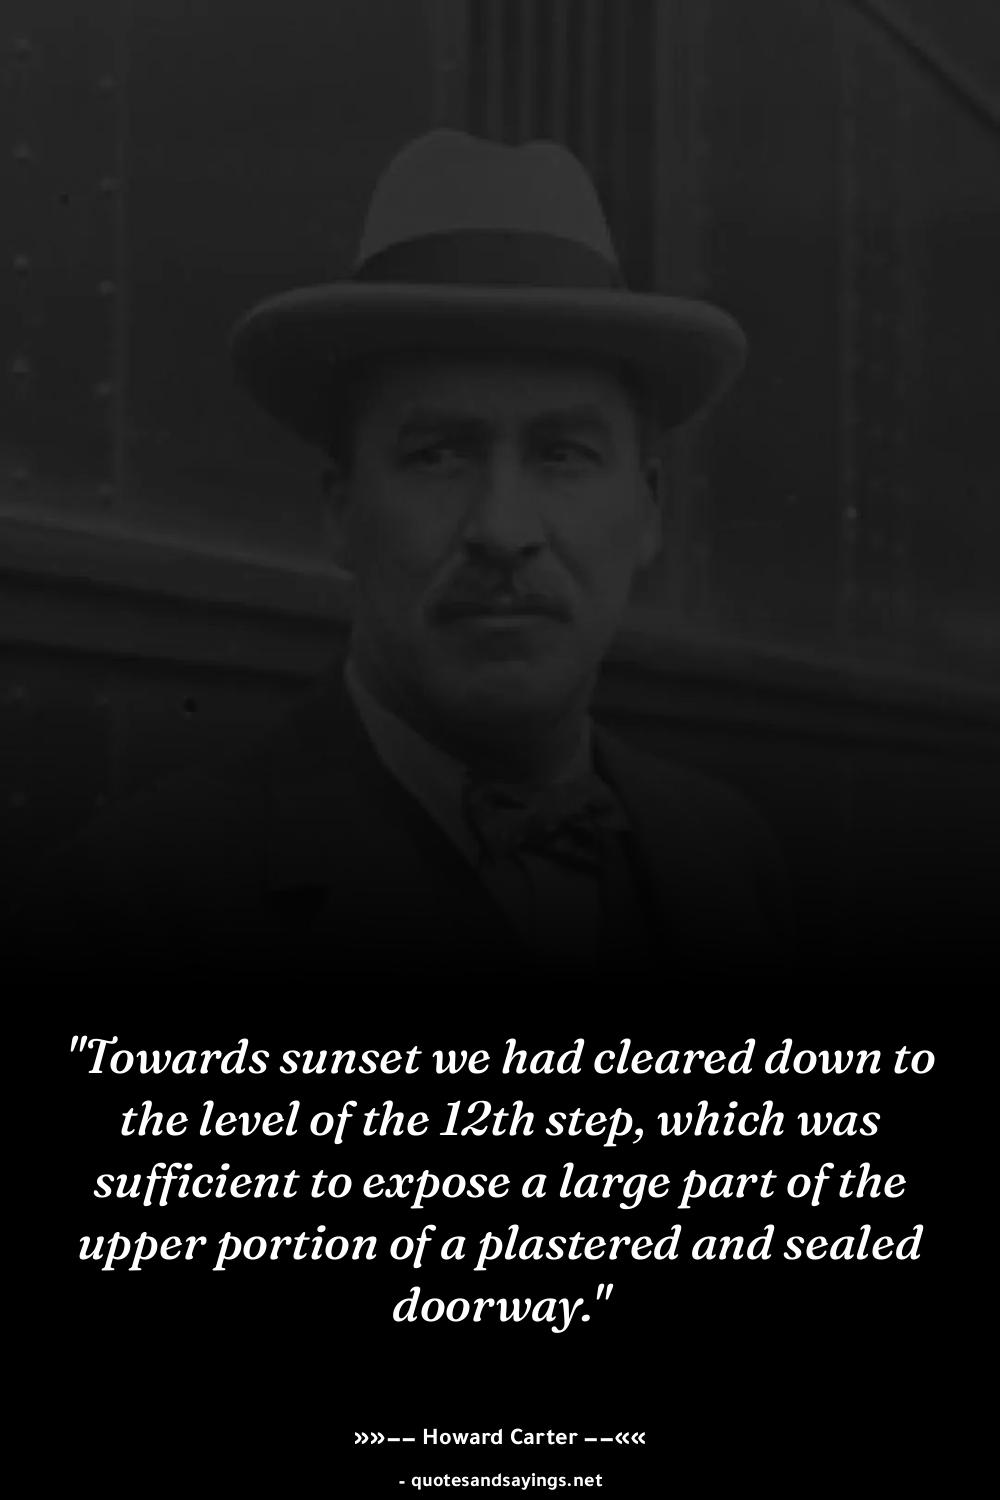 "Towards sunset we had cleared down to
the level of the 12th step, which was
sufficient to expose a large part of the
upper portion of a plastered and sealed
doorway."
»»−− Howard Carter −−««
- quotesandsayings.net